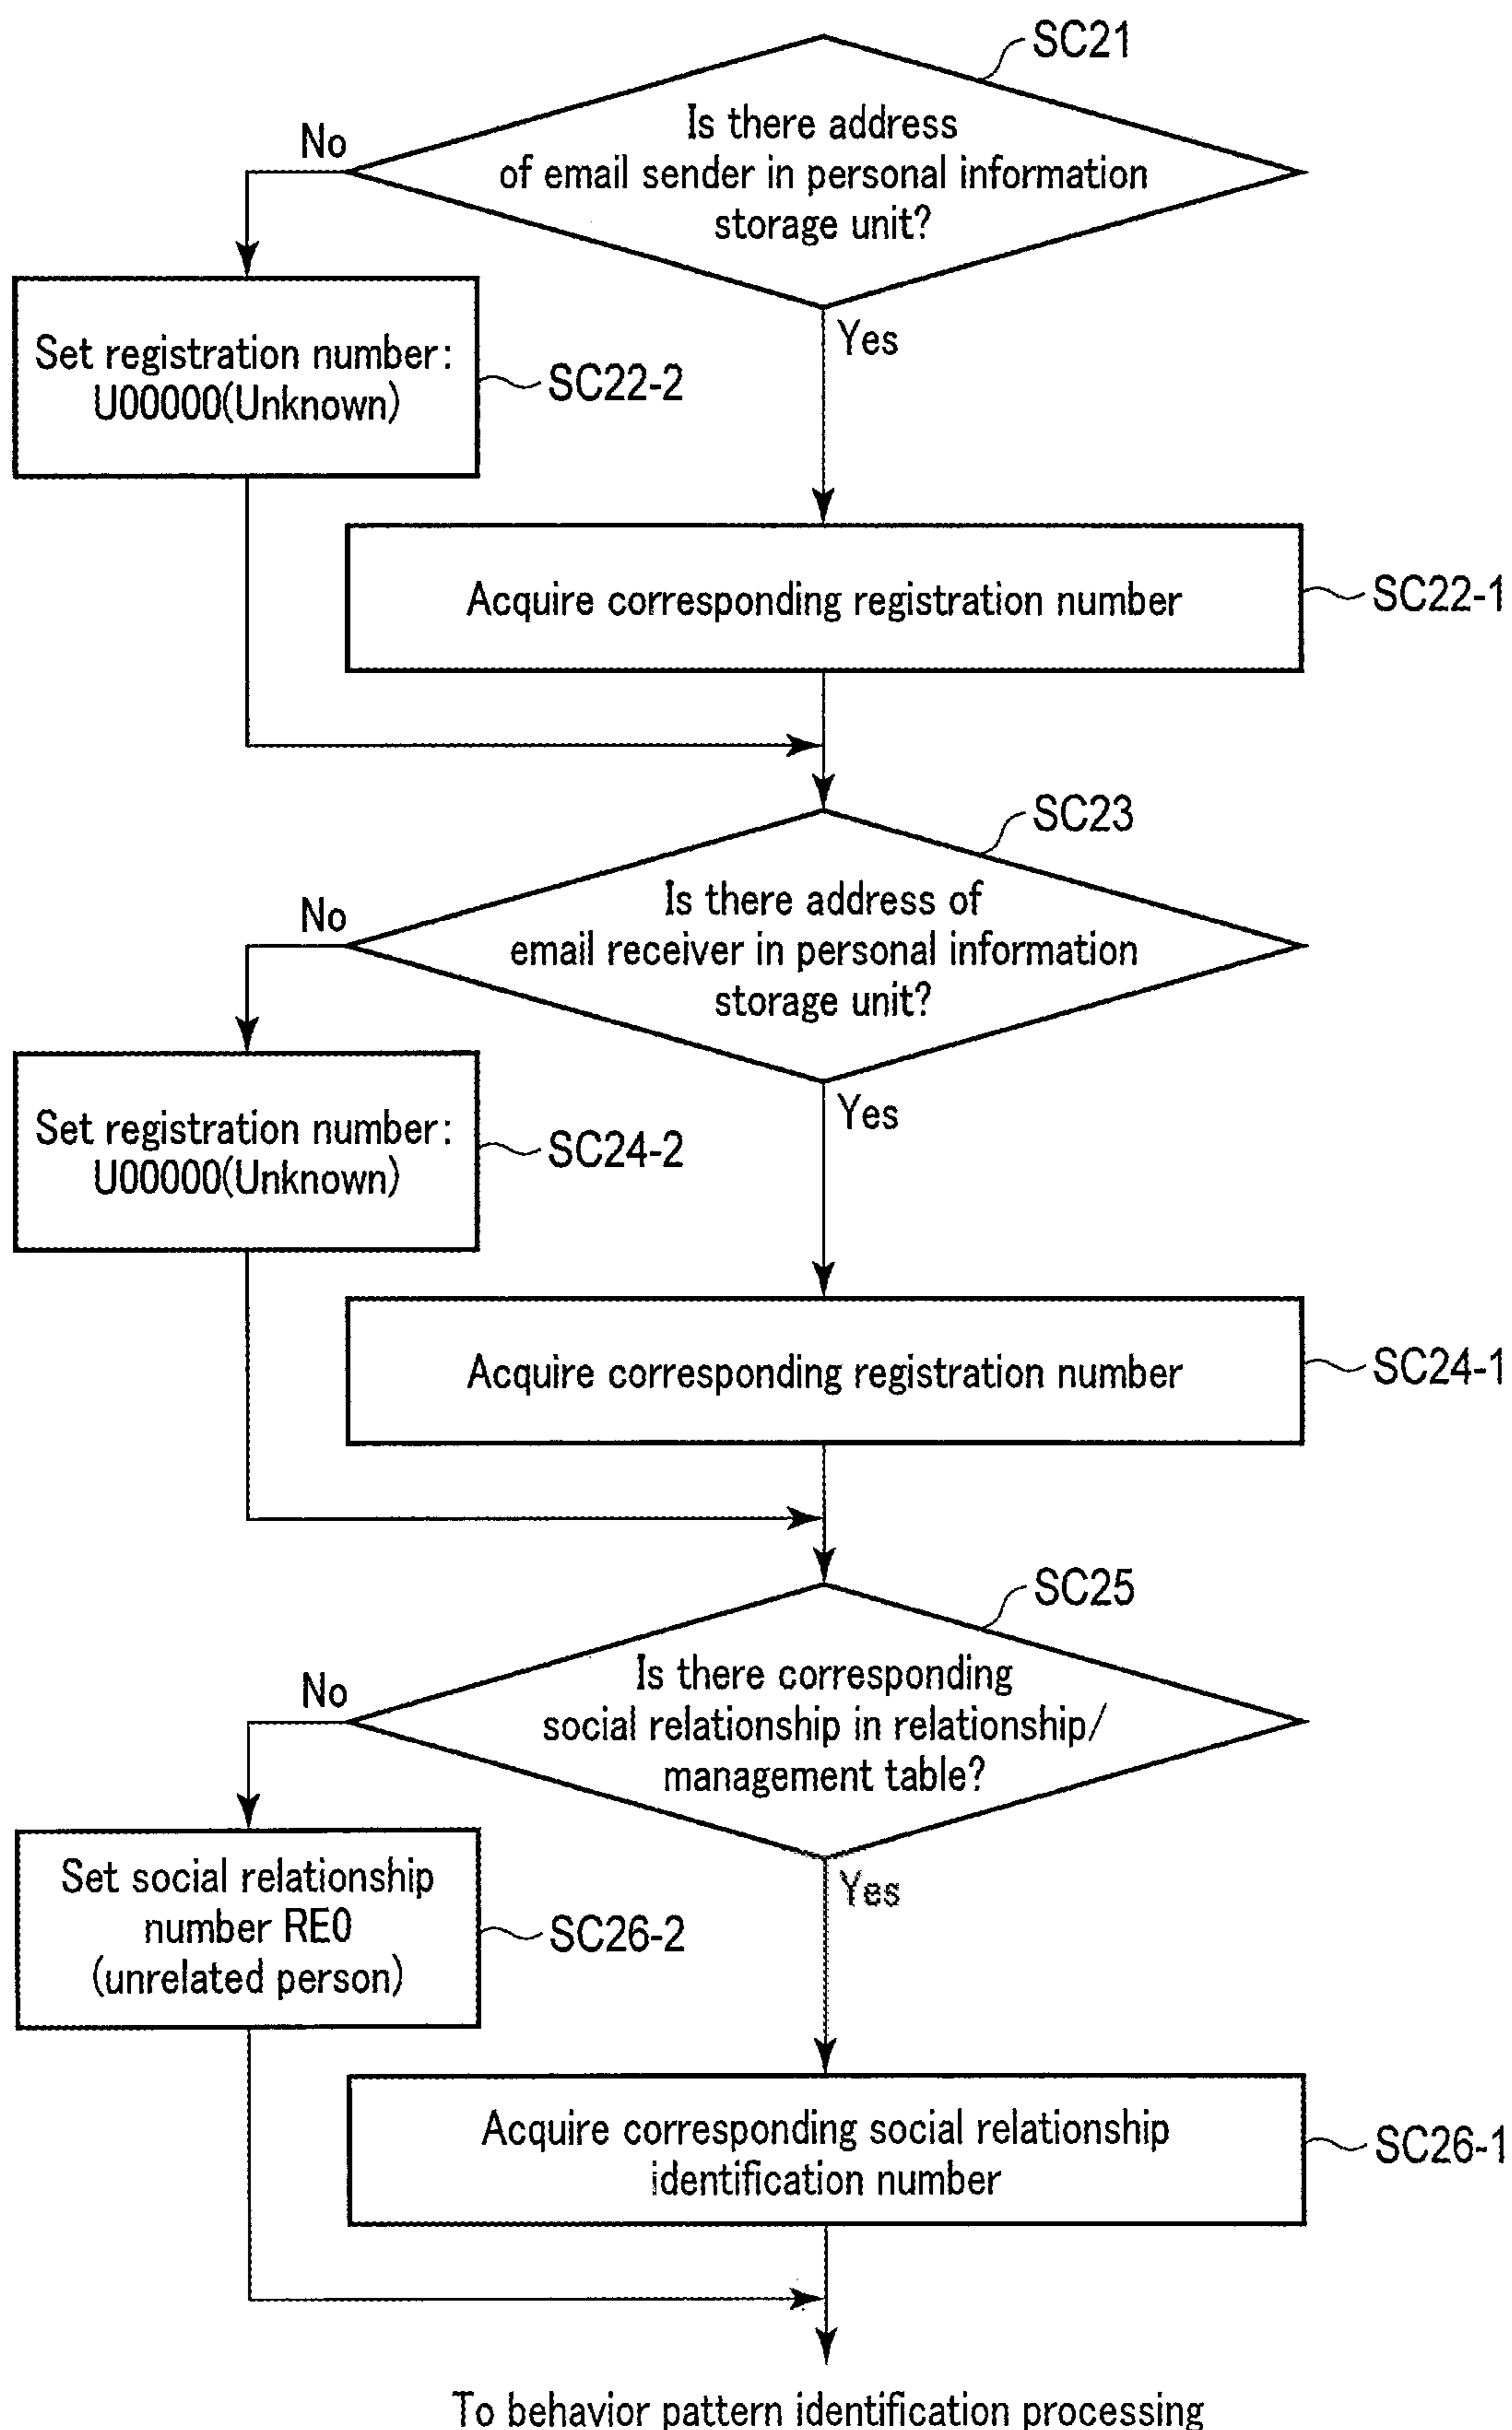 SC21
Is there address
of email sender in personal information
storage unit?
No
Yes
Set registration number:
U00000(Unknown)
SC22-2
Acquire corresponding registration number
SC22-1
SC23
Is there address of
email receiver in personal information
storage unit?
No
Yes
Set registration number:
U00000(Unknown)
SC24-2
Acquire corresponding registration number
SC24-1
SC25
Is there corresponding
social relationship in relationship/
management table?
No
Yes
Set social relationship
number RE0
(unrelated person)
SC26-2
Acquire corresponding social relationship
identification number
SC26-1
To behavior pattern identification processing